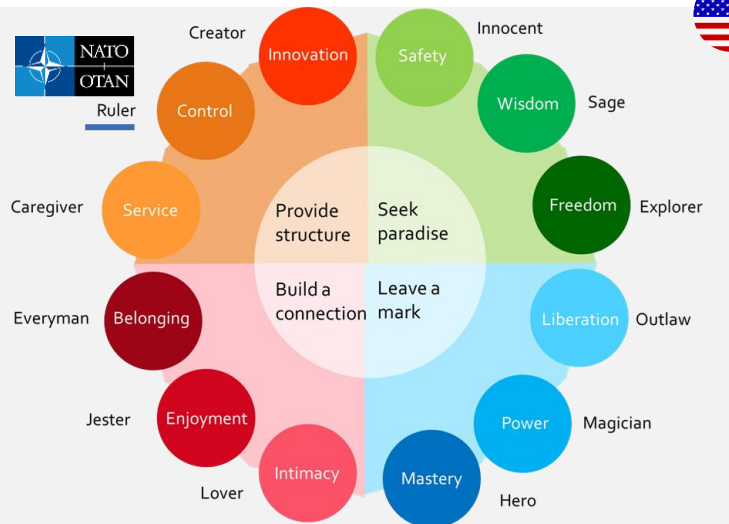 NATO
OTAN
Creator
Innovation
Safety
Innocent
Ruler
Control
Wisdom
Sage
Caregiver
Service
Provide
structure
Seek
paradise
Freedom
Explorer
Everyman
Belonging
Build a
connection
Leave a
mark
Liberation
Outlaw
Jester
Enjoyment
Power
Magician
Lover
Intimacy
Mastery
Hero